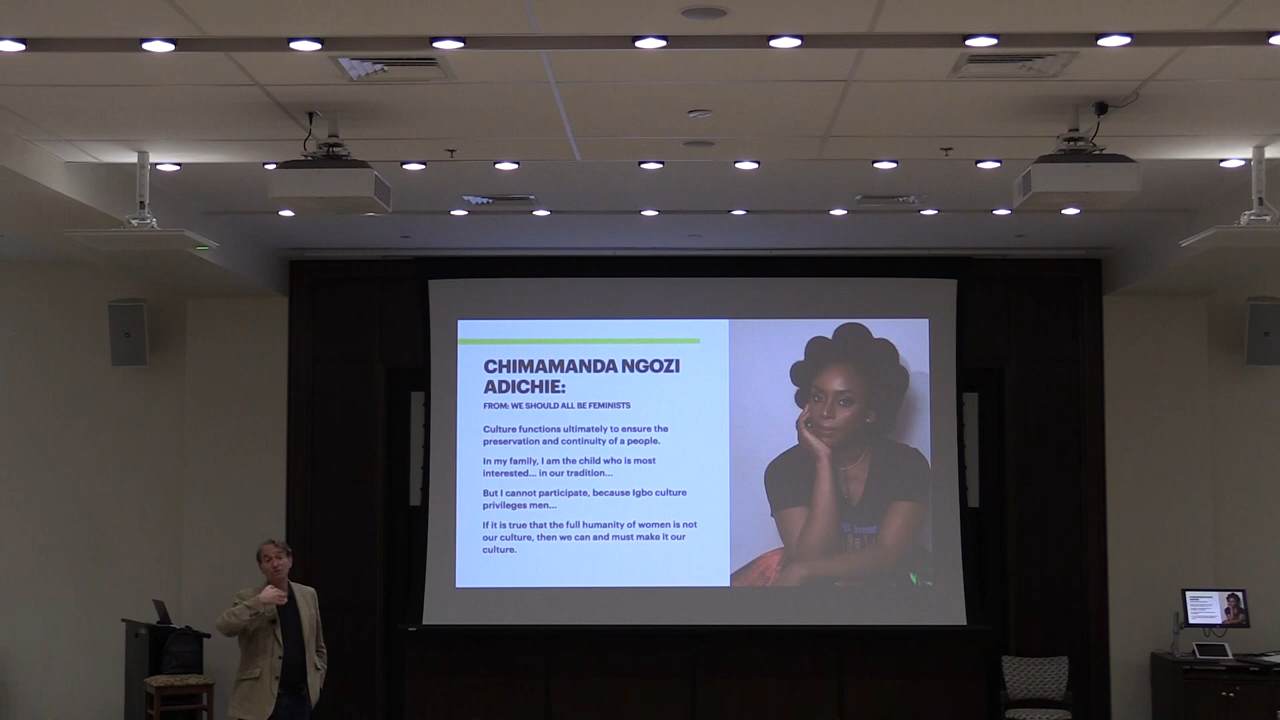 CHIMAMANDA NGOZI
ADICHIE:
FROM: WE SHOULD ALL BE FEMINISTS
Culture functions ultimately to ensure the
preservation and continuity of a people.
In my family, I am the child who is most
interested... in our tradition...
But I cannot participate, because Igbo culture
privileges men...
If it is true that the full humanity of women is not
our culture, then we can and must make it our
culture.